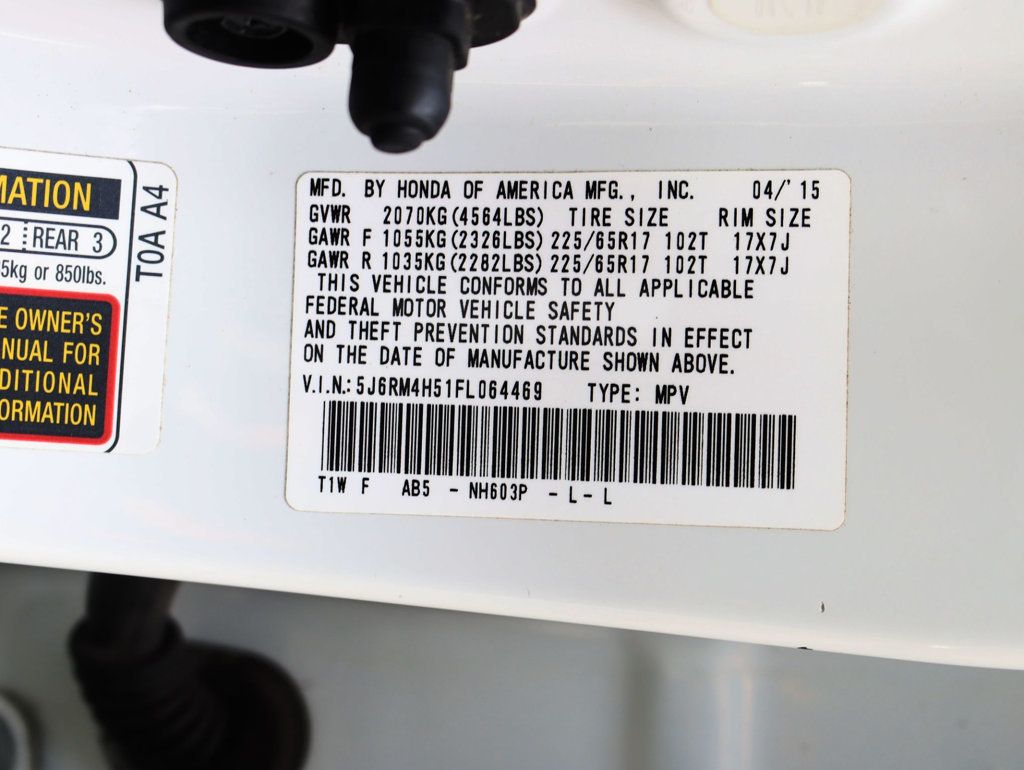 MATION
2 REAR 3
5kg or 850lbs.
E OWNER'S
NUAL FOR
DITIONAL
ORMATION
T0A A4
MFD. BY HONDA OF AMERICA MFG., INC. 04/'15
GVWR 2070KG(4564LBS) TIRE SIZE RIM SIZE
GAWR F 1055KG(2326LBS) 225/65R17 102T 17X7J
GAWR R 1035KG(2282LBS) 225/65R17 102T 17X7J
THIS VEHICLE CONFORMS TO ALL APPLICABLE
FEDERAL MOTOR VEHICLE SAFETY
AND THEFT PREVENTION STANDARDS IN EFFECT
ON THE DATE OF MANUFACTURE SHOWN ABOVE.
V.I.N.: 5J6RM4H51FL064469 TYPE: MPV
T1W F AB5 - NH603P - L - L